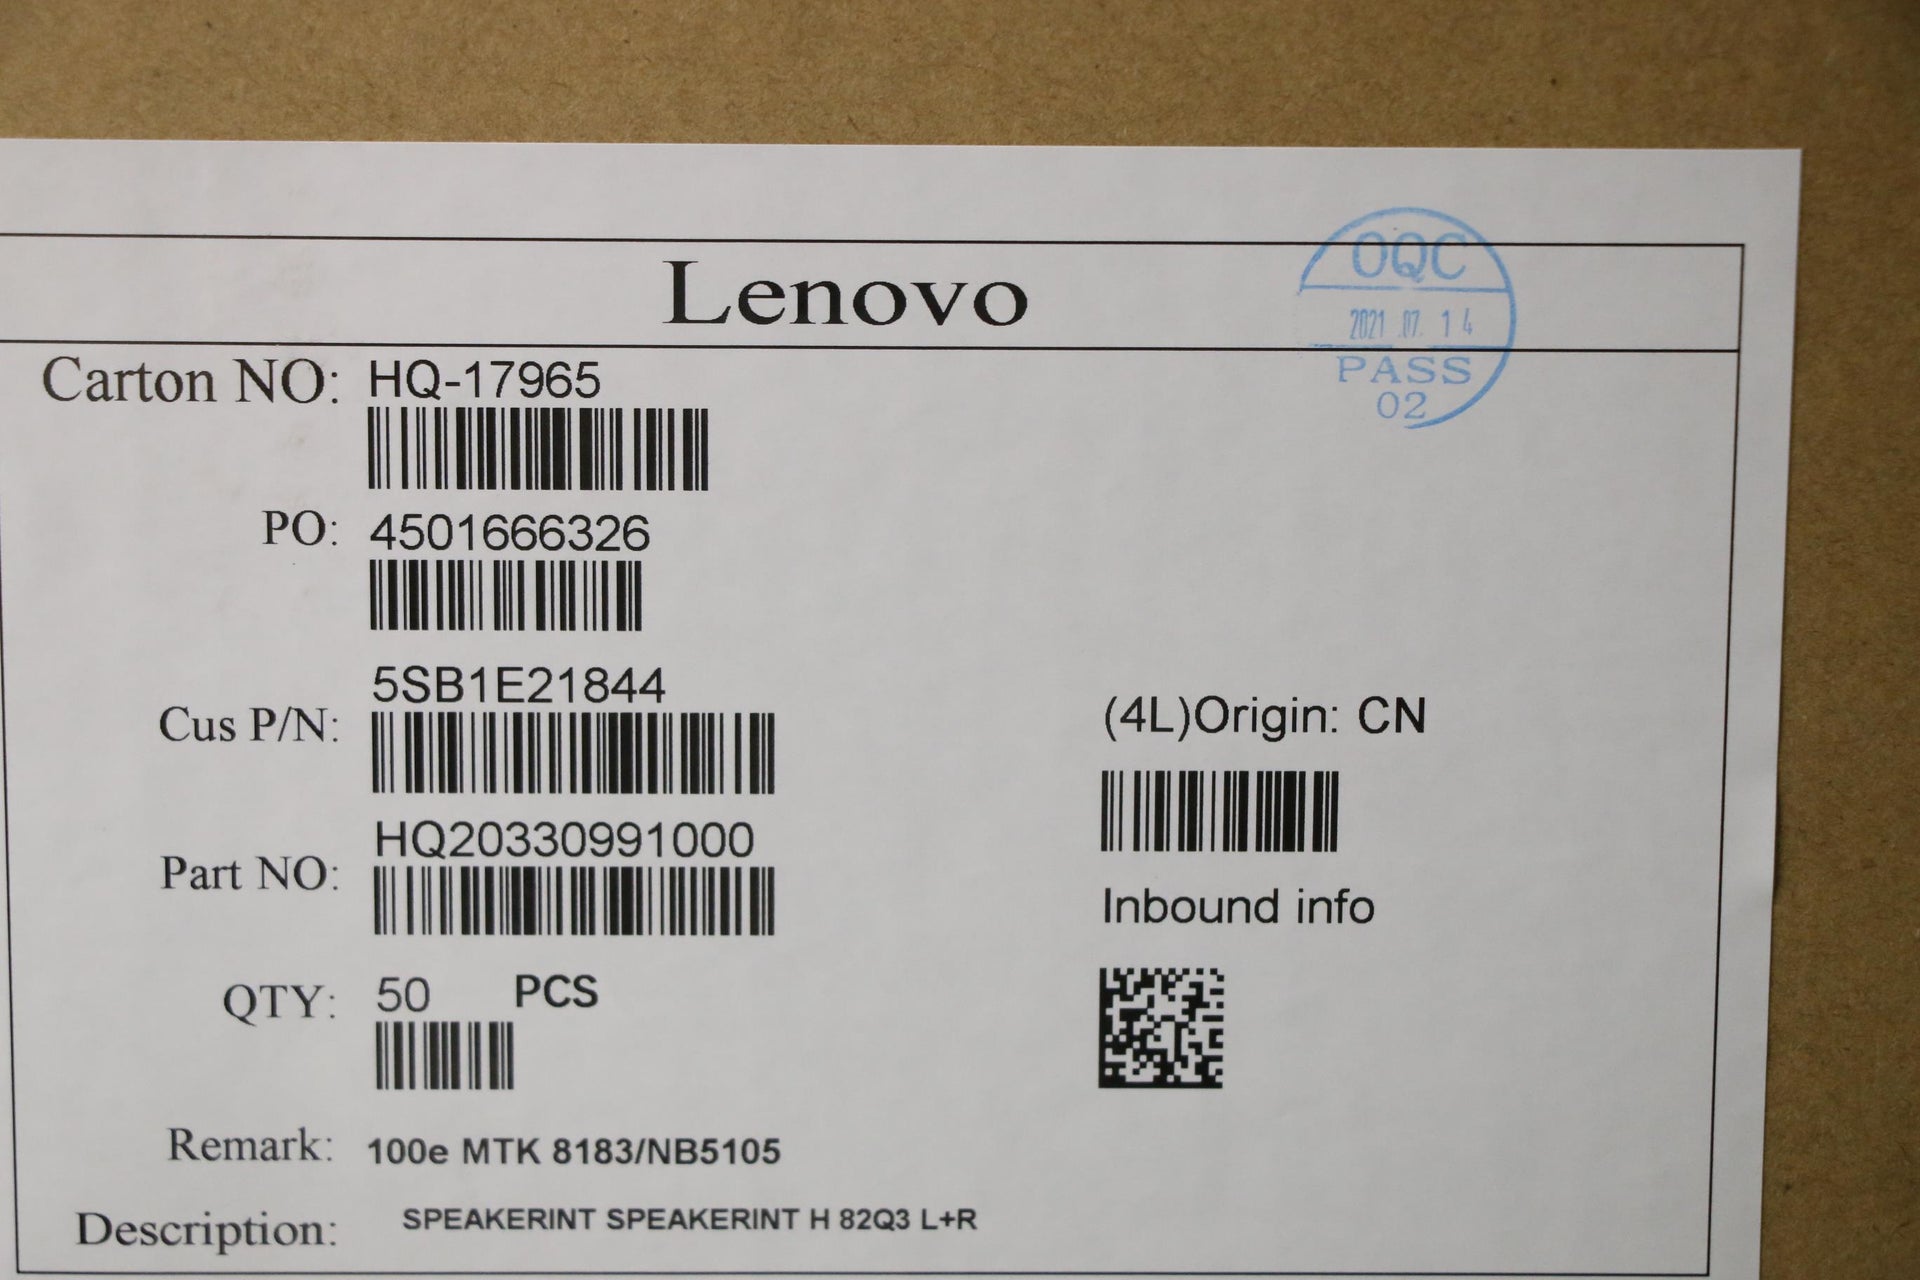 Lenovo
OQC
2021.07.14
PASS
02
Carton NO: HQ-17965
PO: 4501666326
Cus P/N: 5SB1E21844
(4L)Origin: CN
Part NO: HQ20330991000
Inbound info
QTY: 50 PCS
Remark: 100e MTK 8183/NB5105
Description: SPEAKERINT SPEAKERINT H 82Q3 L+R